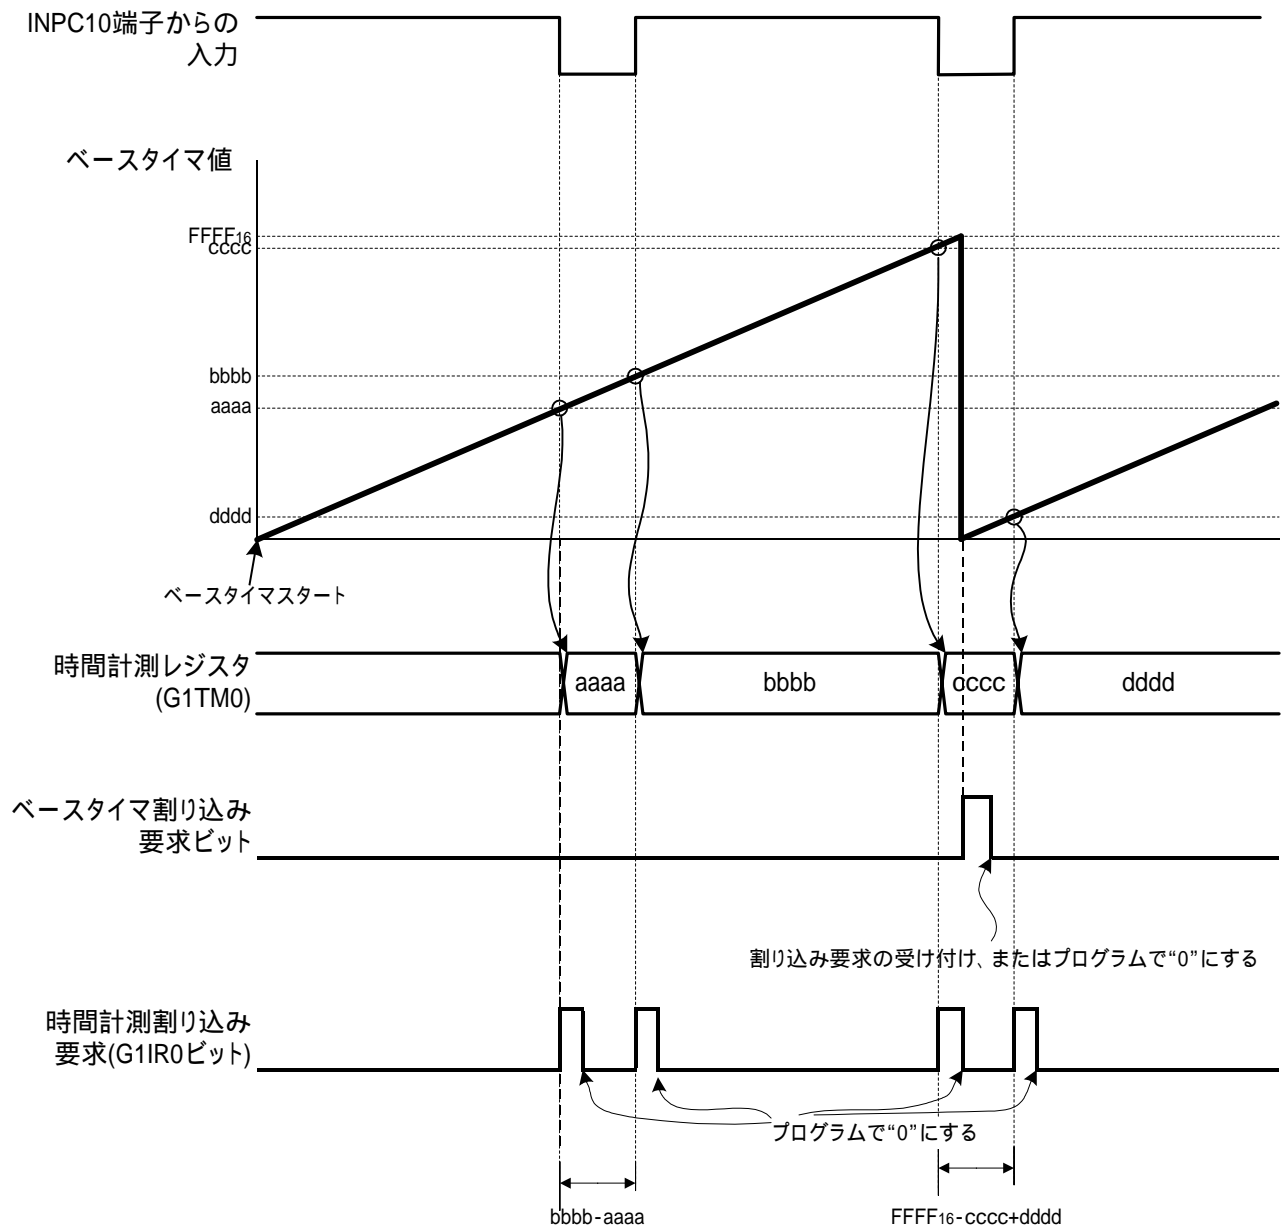 INPC10端子からの
入力
ベースタイマ値
FFFF16
cccc
bbbb
aaaa
dddd
ベースタイマスタート
時間計測レジスタ
(G1TM0)
aaaa
bbbb
cccc
dddd
ベースタイマ割り込み
要求ビット
割り込み要求の受け付け、またはプログラムで“0”にする
時間計測割り込み
要求(G1IR0ビット)
プログラムで“0”にする
bbbb-aaaa
FFFF16-cccc+dddd